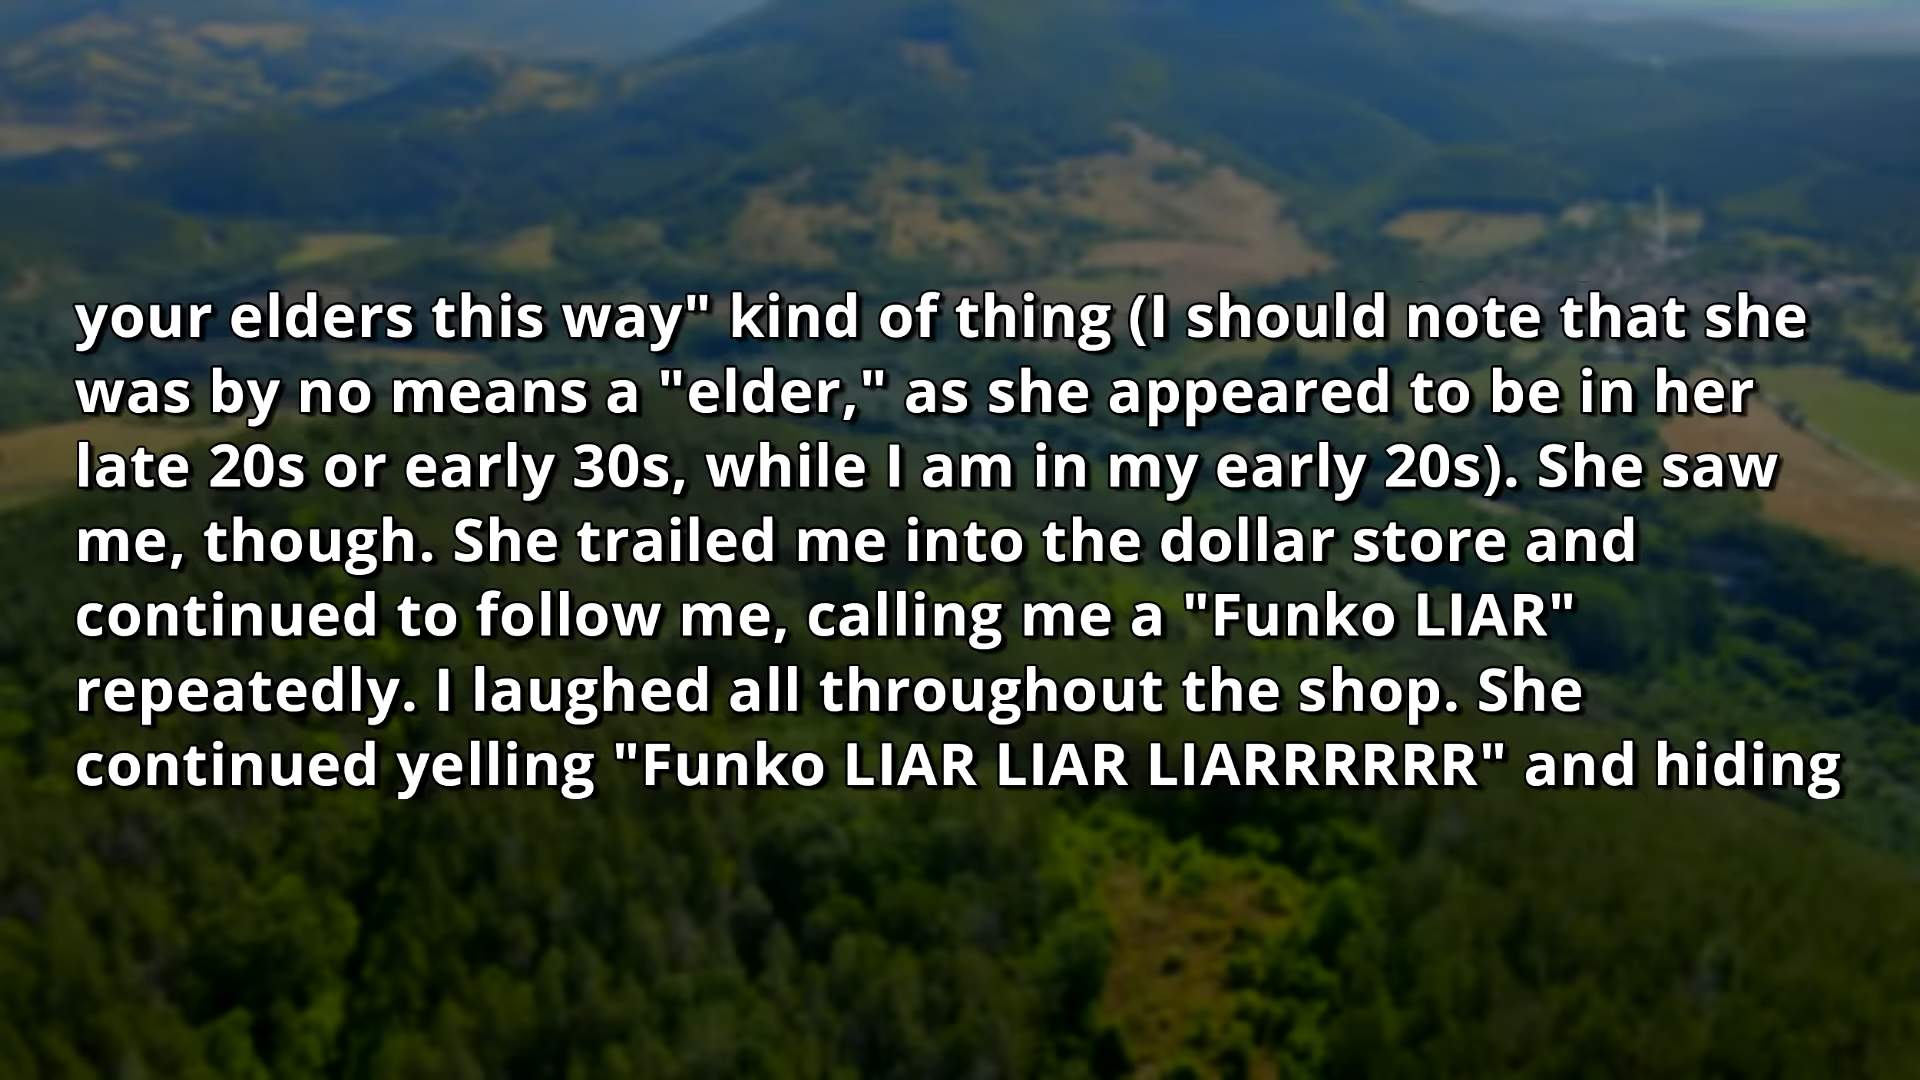 your elders this way" kind of thing (I should note that she
was by no means a "elder," as she appeared to be in her
late 20s or early 30s, while I am in my early 20s). She saw
me, though. She trailed me into the dollar store and
continued to follow me, calling me a "Funko LIAR"
repeatedly. I laughed all throughout the shop. She
continued yelling "Funko LIAR LIAR LIARRRRRR" and hiding